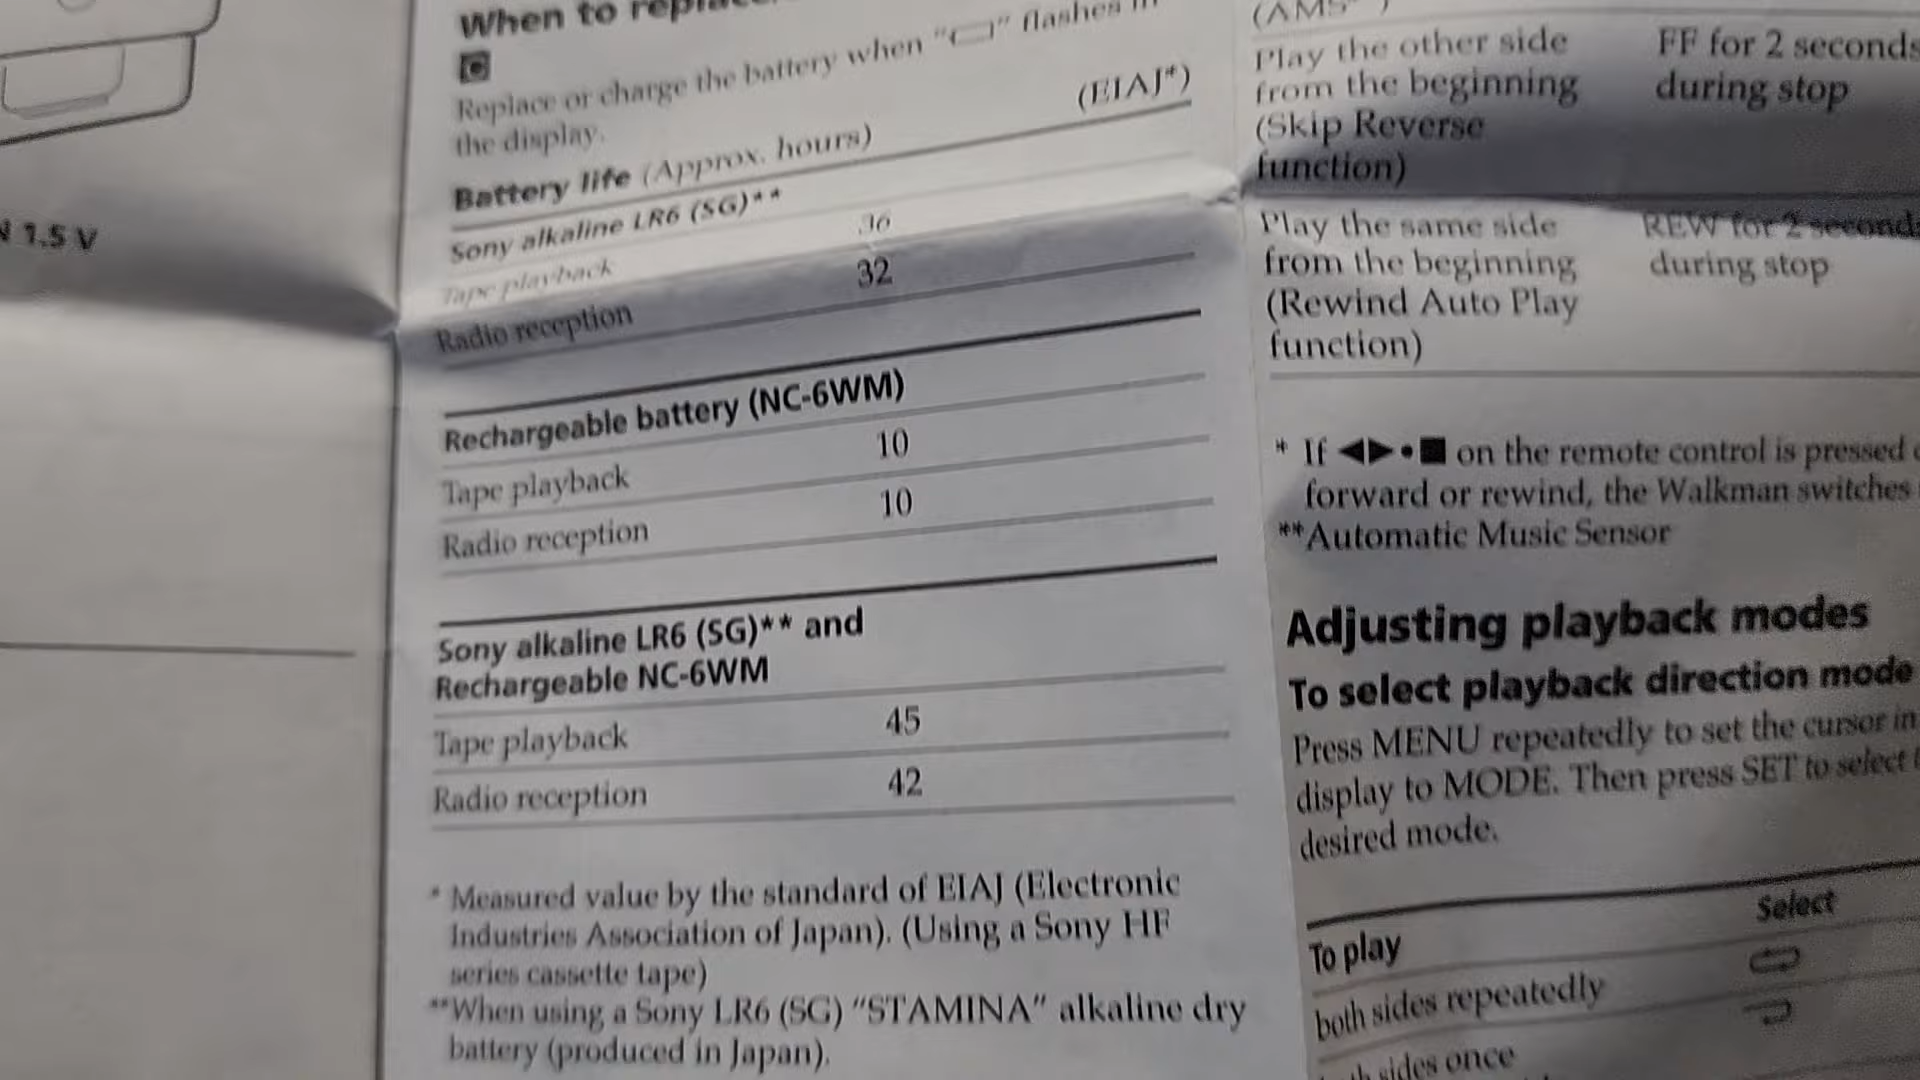 When to replace
Replace or charge the battery when " " flashes in
the display.
Battery life (Approx. hours) (EIAJ*)
Sony alkaline LR6 (SG)**
Tape playback 36
Radio reception 32
Rechargeable battery (NC-6WM)
Tape playback 10
Radio reception 10
Sony alkaline LR6 (SG)** and
Rechargeable NC-6WM
Tape playback 45
Radio reception 42
* Measured value by the standard of EIAJ (Electronic
Industries Association of Japan). (Using a Sony HF
series cassette tape)
**When using a Sony LR6 (SG) "STAMINA" alkaline dry
battery (produced in Japan).
1.5 V
Play the other side FF for 2 seconds
from the beginning during stop
(Skip Reverse
function)
Play the same side REW for 2 seconds
from the beginning during stop
(Rewind Auto Play
function)
* If ◀▶•■ on the remote control is pressed
forward or rewind, the Walkman switches
**Automatic Music Sensor
Adjusting playback modes
To select playback direction mode
Press MENU repeatedly to set the cursor in
display to MODE. Then press SET to select
desired mode.
To play Select
both sides repeatedly
sides once